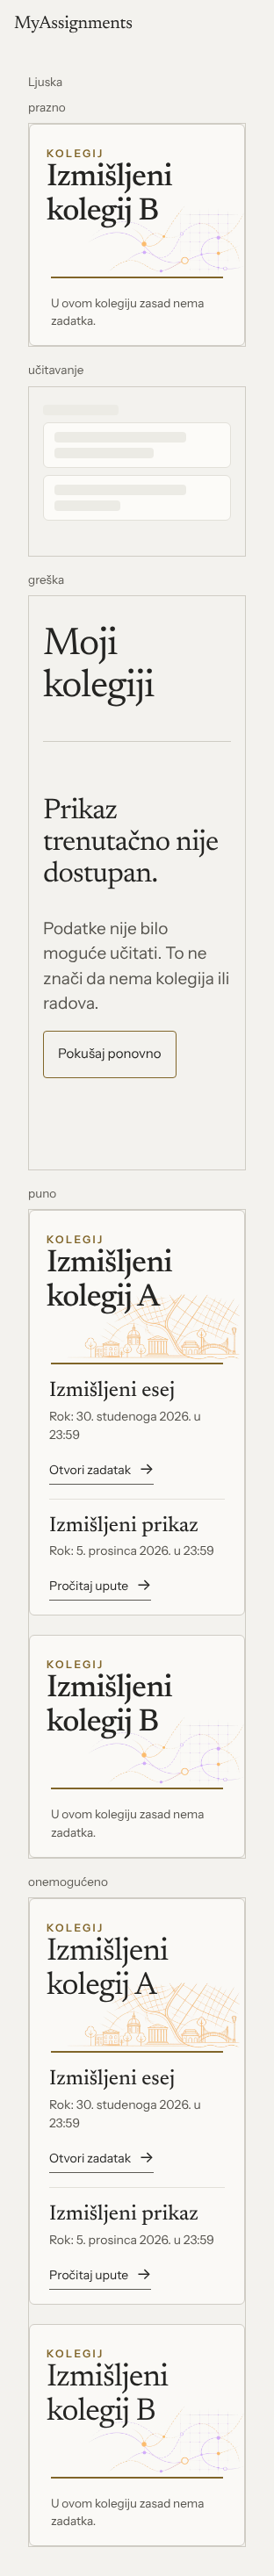 MyAssignments
Ljuska
prazno
KOLEGIJ
Izmišljeni
kolegij B
U ovom kolegiju zasad nema
zadatka.
učitavanje
greška
Moji
kolegiji
Prikaz
trenutačno nije
dostupan.
Podatke nije bilo
moguće učitati. To ne
znači da nema kolegija ili
radova.
Pokušaj ponovno
puno
KOLEGIJ
Izmišljeni
kolegij A
Izmišljeni esej
Rok: 30. studenoga 2026. u
23:59
Otvori zadatak →
Izmišljeni prikaz
Rok: 5. prosinca 2026. u 23:59
Pročitaj upute →
KOLEGIJ
Izmišljeni
kolegij B
U ovom kolegiju zasad nema
zadatka.
onemogućeno
KOLEGIJ
Izmišljeni
kolegij A
Izmišljeni esej
Rok: 30. studenoga 2026. u
23:59
Otvori zadatak →
Izmišljeni prikaz
Rok: 5. prosinca 2026. u 23:59
Pročitaj upute →
KOLEGIJ
Izmišljeni
kolegij B
U ovom kolegiju zasad nema
zadatka.